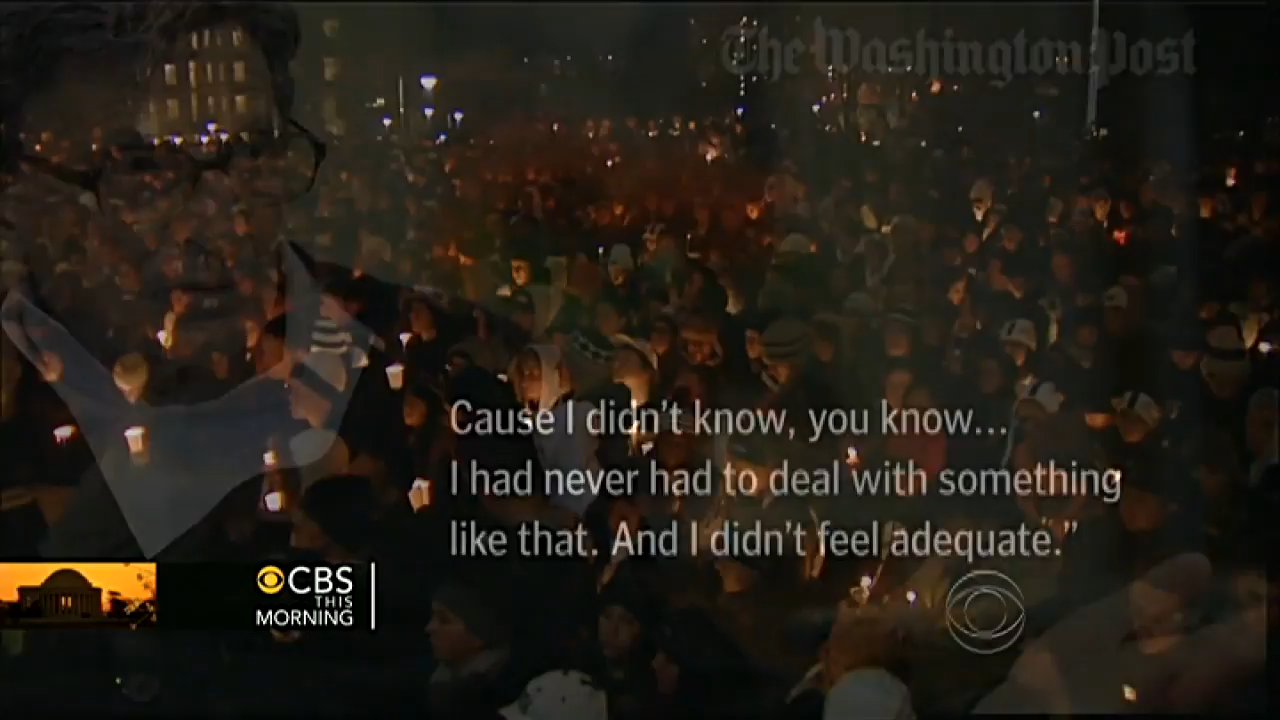 The Washington Post
Cause I didn't know, you know...
I had never had to deal with something
like that. And I didn't feel adequate.”
CBS
THIS
MORNING